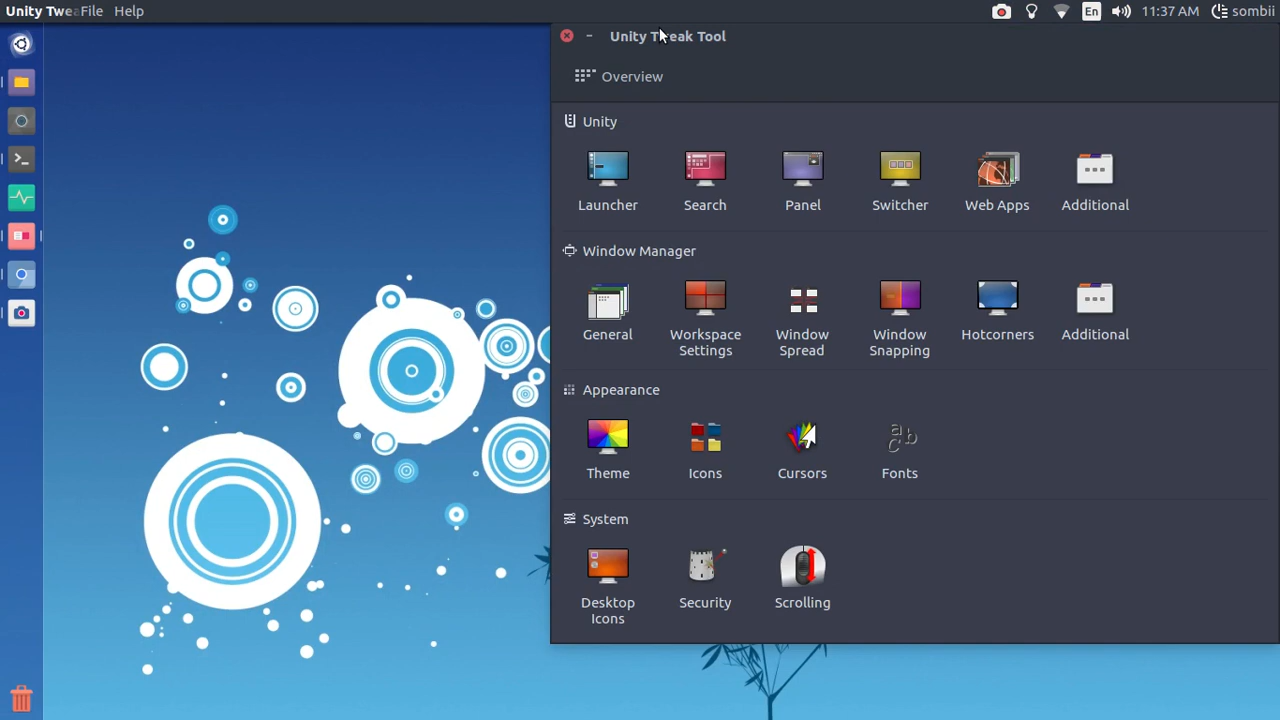 Unity Twea File Help
En 11:37 AM sombii
Unity Tweak Tool
Overview
Unity
Launcher Search Panel Switcher Web Apps Additional
Window Manager
General Workspace Settings Window Spread Window Snapping Hotcorners Additional
Appearance
Theme Icons Cursors Fonts
System
Desktop Icons Security Scrolling